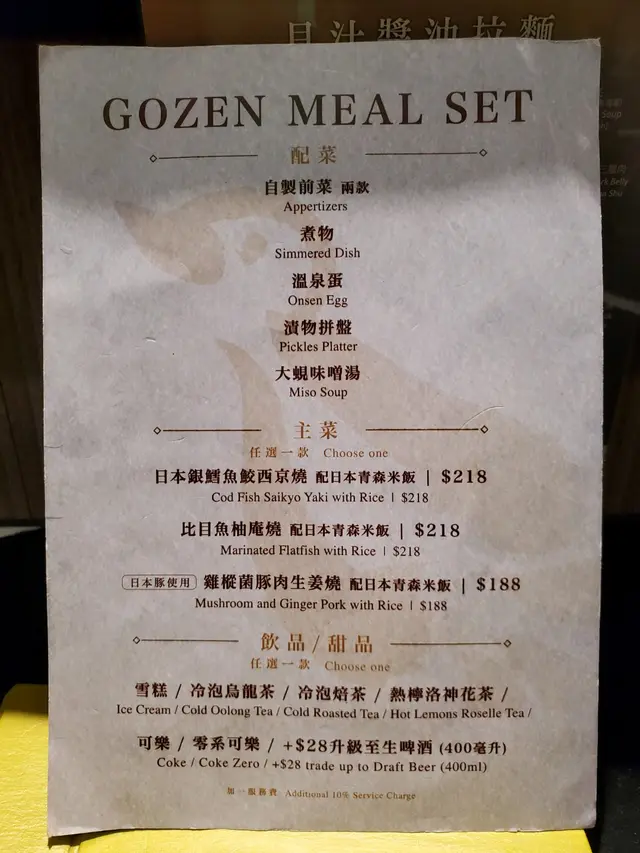 貝汁醬油拉麵
GOZEN MEAL SET
配菜
自製前菜 兩款
Appertizers
煮物
Simmered Dish
溫泉蛋
Onsen Egg
漬物拼盤
Pickles Platter
大蜆味噌湯
Miso Soup
主菜
任選一款 Choose one
日本銀鱈魚鮫西京燒 配日本青森米飯 | $218
Cod Fish Saikyo Yaki with Rice | $218
比目魚柚庵燒 配日本青森米飯 | $218
Marinated Flatfish with Rice | $218
日本豚使用 雞樅菌豚肉生姜燒 配日本青森米飯 | $188
Mushroom and Ginger Pork with Rice | $188
飲品/甜品
任選一款 Choose one
雪糕 / 冷泡烏龍茶 / 冷泡焙茶 / 熱檸洛神花茶 /
Ice Cream / Cold Oolong Tea / Cold Roasted Tea / Hot Lemons Roselle Tea /
可樂 / 零系可樂 / +$28升級至生啤酒 (400毫升)
Coke / Coke Zero / +$28 trade up to Draft Beer (400ml)
加一服務費 Additional 10% Service Charge